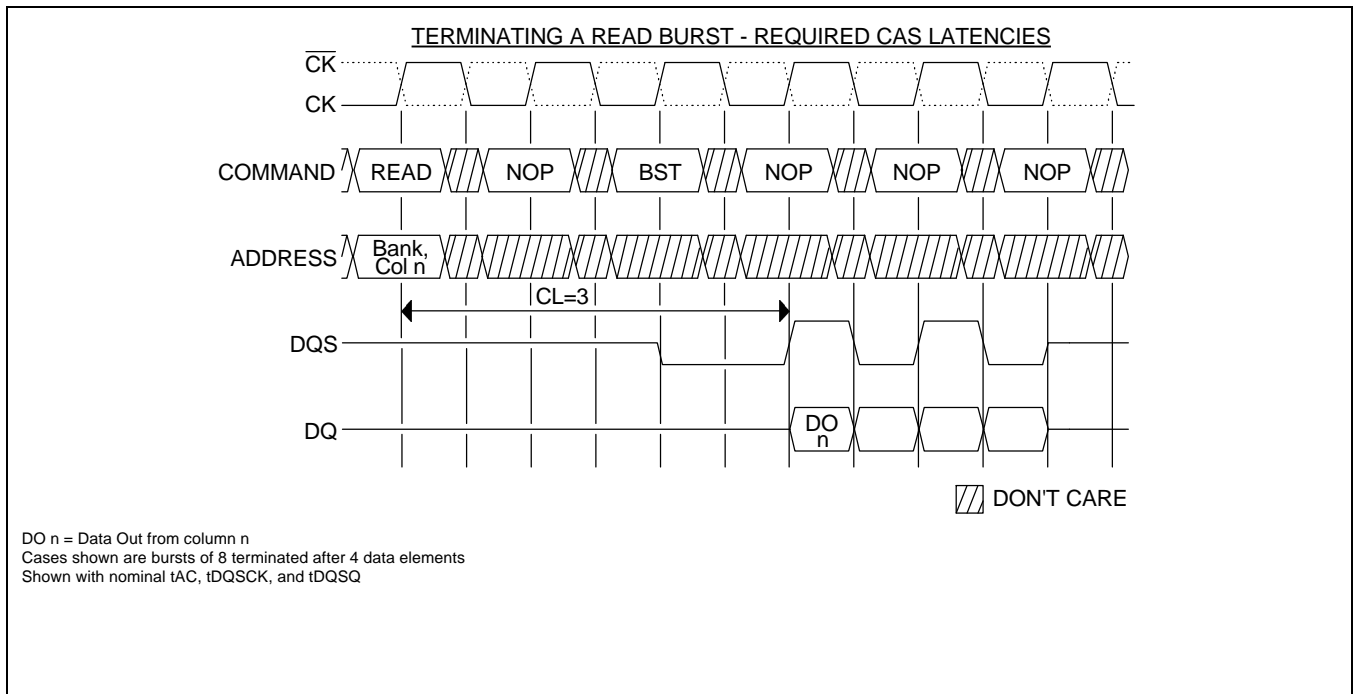 TERMINATING A READ BURST - REQUIRED CAS LATENCIES
CK
CK
COMMAND READ NOP BST NOP NOP NOP
ADDRESS Bank,
Col n
CL=3
DQS
DQ DO
n
DON'T CARE
DO n = Data Out from column n
Cases shown are bursts of 8 terminated after 4 data elements
Shown with nominal tAC, tDQSCK, and tDQSQ